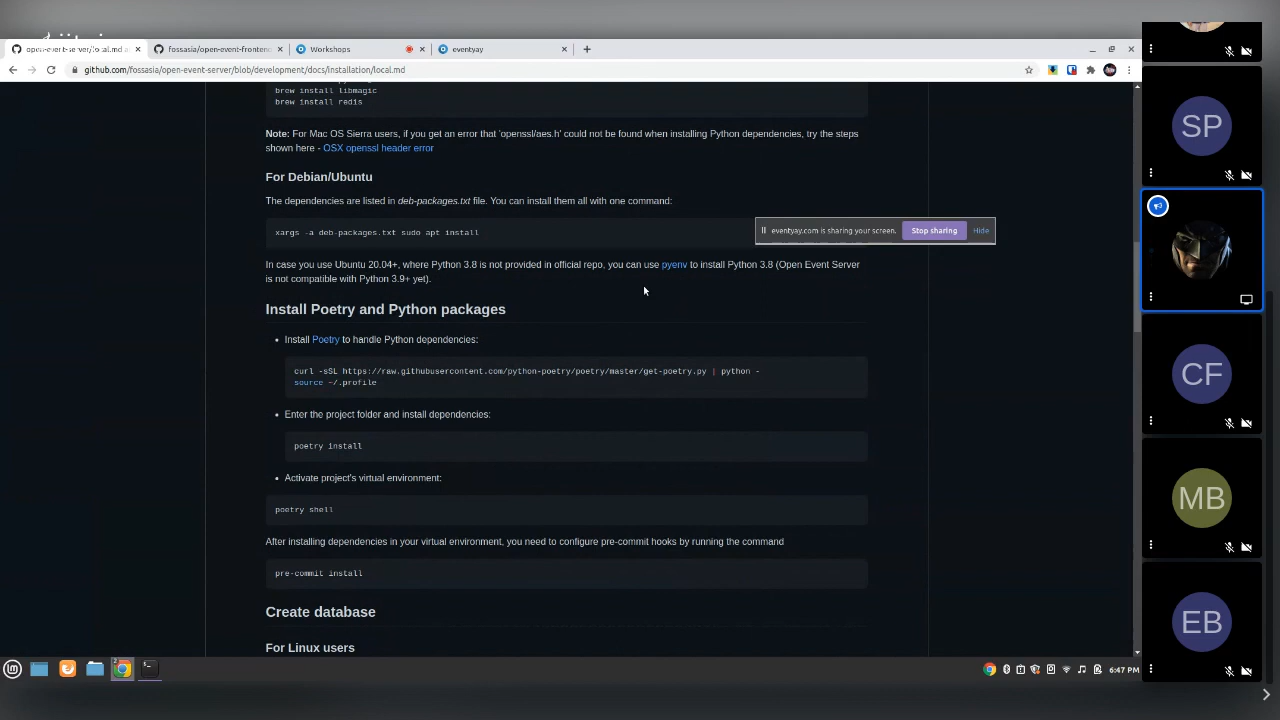 open-event-server/local.md a
fossasia/open-event-frontend
Workshops
eventyay
github.com/fossasia/open-event-server/blob/development/docs/installation/local.md
brew install libmagic
brew install redis
Note: For Mac OS Sierra users, if you get an error that 'openssl/aes.h' could not be found when installing Python dependencies, try the steps
shown here - OSX openssl header error
For Debian/Ubuntu
The dependencies are listed in deb-packages.txt file. You can install them all with one command:
xargs -a deb-packages.txt sudo apt install
eventyay.com is sharing your screen.
Stop sharing
Hide
In case you use Ubuntu 20.04+, where Python 3.8 is not provided in official repo, you can use pyenv to install Python 3.8 (Open Event Server
is not compatible with Python 3.9+ yet).
Install Poetry and Python packages
Install Poetry to handle Python dependencies:
curl -sSL https://raw.githubusercontent.com/python-poetry/poetry/master/get-poetry.py | python -
source ~/.profile
Enter the project folder and install dependencies:
poetry install
Activate project's virtual environment:
poetry shell
After installing dependencies in your virtual environment, you need to configure pre-commit hooks by running the command
pre-commit install
Create database
For Linux users
SP
CF
MB
EB
2
6:47 PM